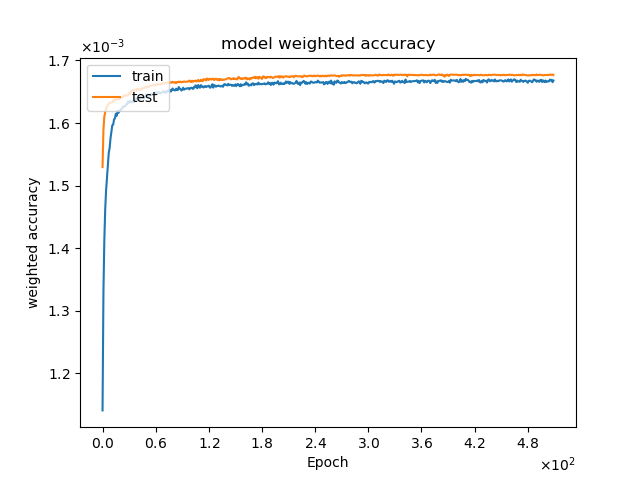 model weighted accuracy
×10⁻³
1.7
1.6
1.5
1.4
1.3
1.2
weighted accuracy
train
test
0.0 0.6 1.2 1.8 2.4 3.0 3.6 4.2 4.8
Epoch
×10²